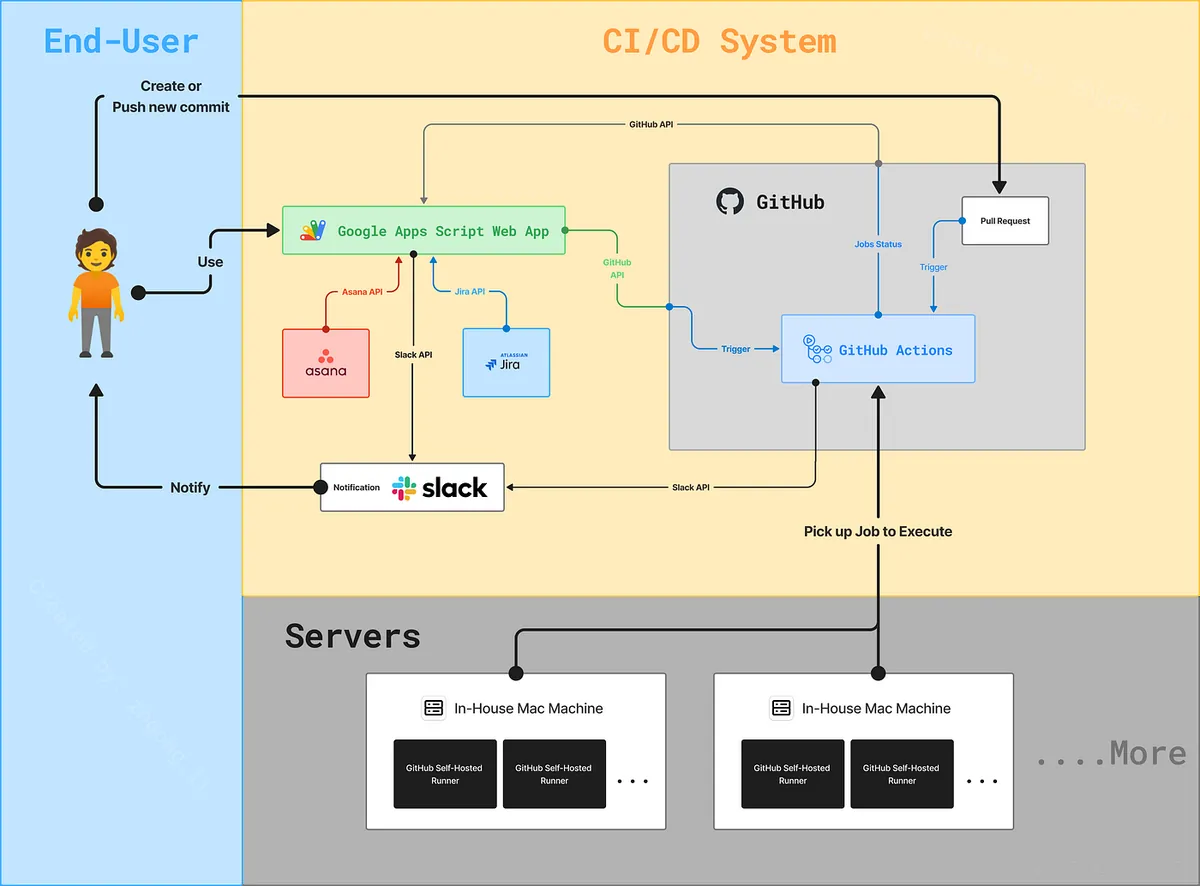 End-User
CI/CD System
Create or
Push new commit
GitHub API
GitHub
Pull Request
Google Apps Script Web App
Use
GitHub
API
Jobs Status
Trigger
Asana API
Jira API
Trigger
GitHub Actions
Slack API
asana
ATLASSIAN
Jira
Notify
Notification
slack
Slack API
Pick up Job to Execute
Servers
In-House Mac Machine
GitHub Self-Hosted
Runner
GitHub Self-Hosted
Runner
...
In-House Mac Machine
GitHub Self-Hosted
Runner
GitHub Self-Hosted
Runner
...
....More